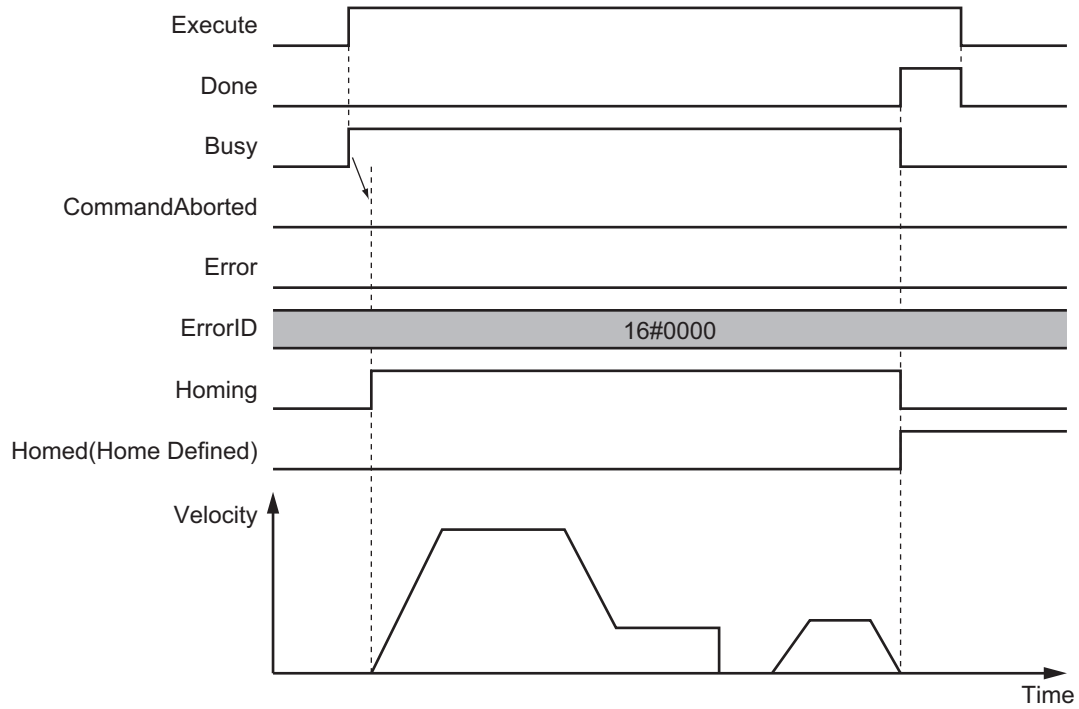 Execute
Done
Busy
CommandAborted
Error
ErrorID
16#0000
Homing
Homed(Home Defined)
Velocity
Time